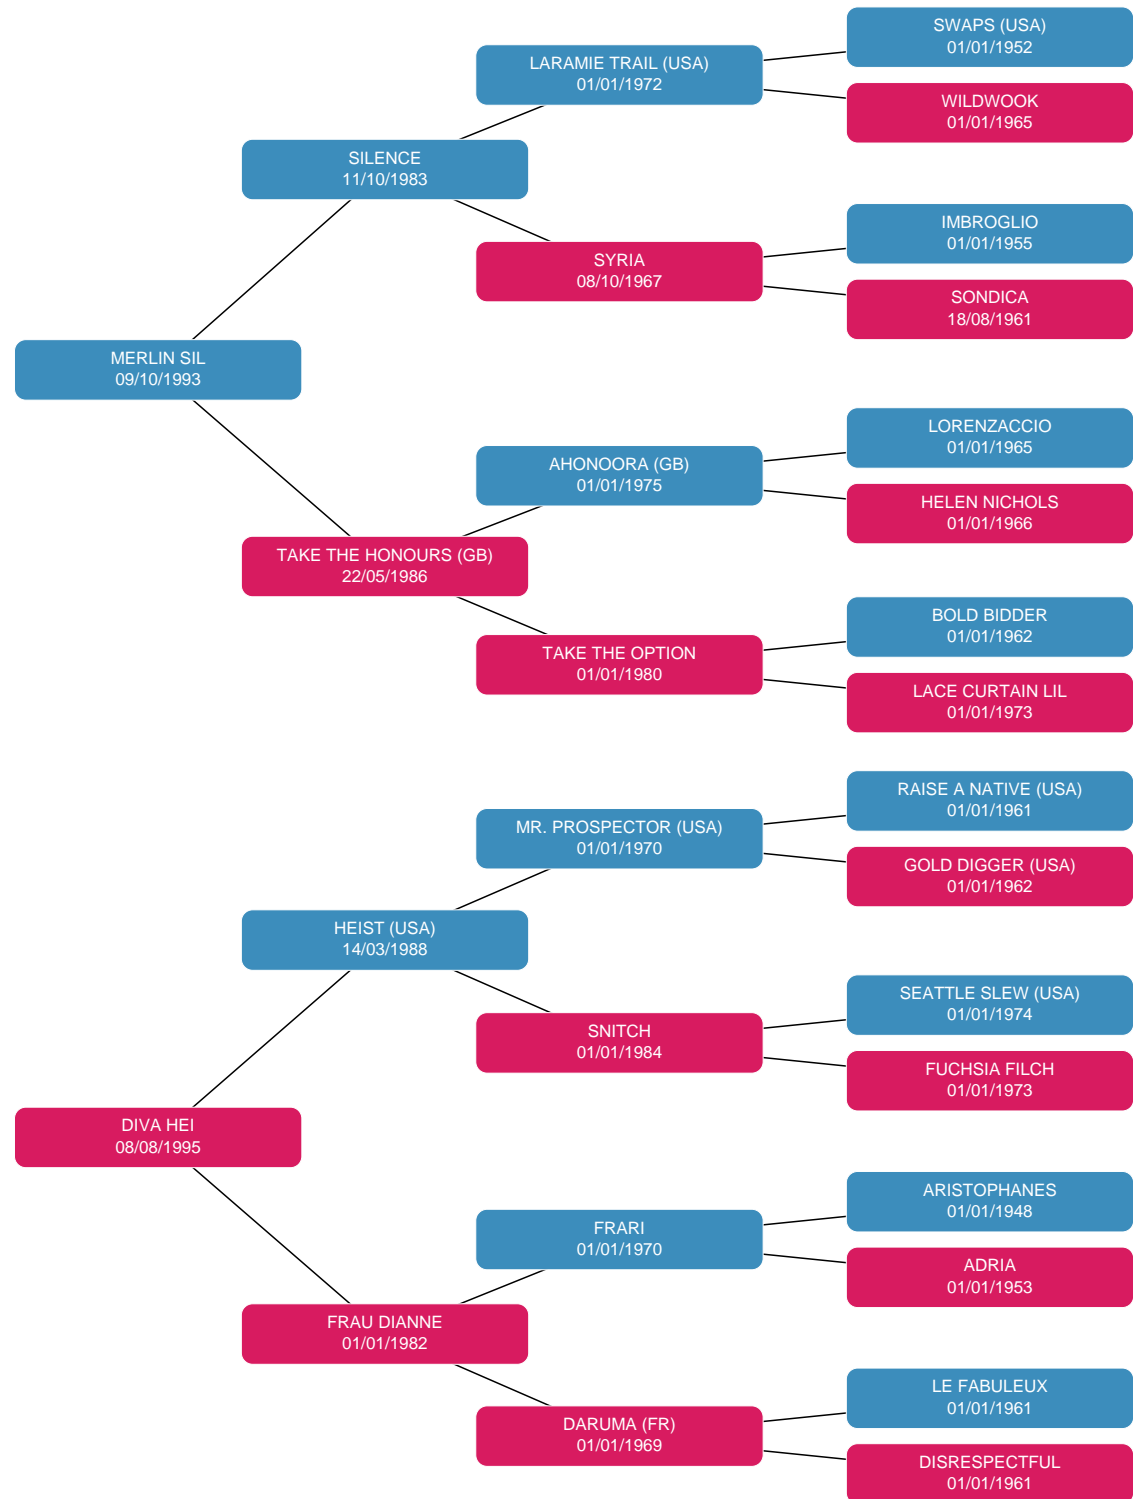 SWAPS (USA)
01/01/1952
LARAMIE TRAIL (USA)
01/01/1972
WILDWOOK
01/01/1965
SILENCE
11/10/1983
IMBROGLIO
01/01/1955
SYRIA
08/10/1967
SONDICA
18/08/1961
MERLIN SIL
09/10/1993
LORENZACCIO
01/01/1965
AHONOORA (GB)
01/01/1975
HELEN NICHOLS
01/01/1966
TAKE THE HONOURS (GB)
22/05/1986
BOLD BIDDER
01/01/1962
TAKE THE OPTION
01/01/1980
LACE CURTAIN LIL
01/01/1973
RAISE A NATIVE (USA)
01/01/1961
MR. PROSPECTOR (USA)
01/01/1970
GOLD DIGGER (USA)
01/01/1962
HEIST (USA)
14/03/1988
SEATTLE SLEW (USA)
01/01/1974
SNITCH
01/01/1984
FUCHSIA FILCH
01/01/1973
DIVA HEI
08/08/1995
ARISTOPHANES
01/01/1948
FRARI
01/01/1970
ADRIA
01/01/1953
FRAU DIANNE
01/01/1982
LE FABULEUX
01/01/1961
DARUMA (FR)
01/01/1969
DISRESPECTFUL
01/01/1961